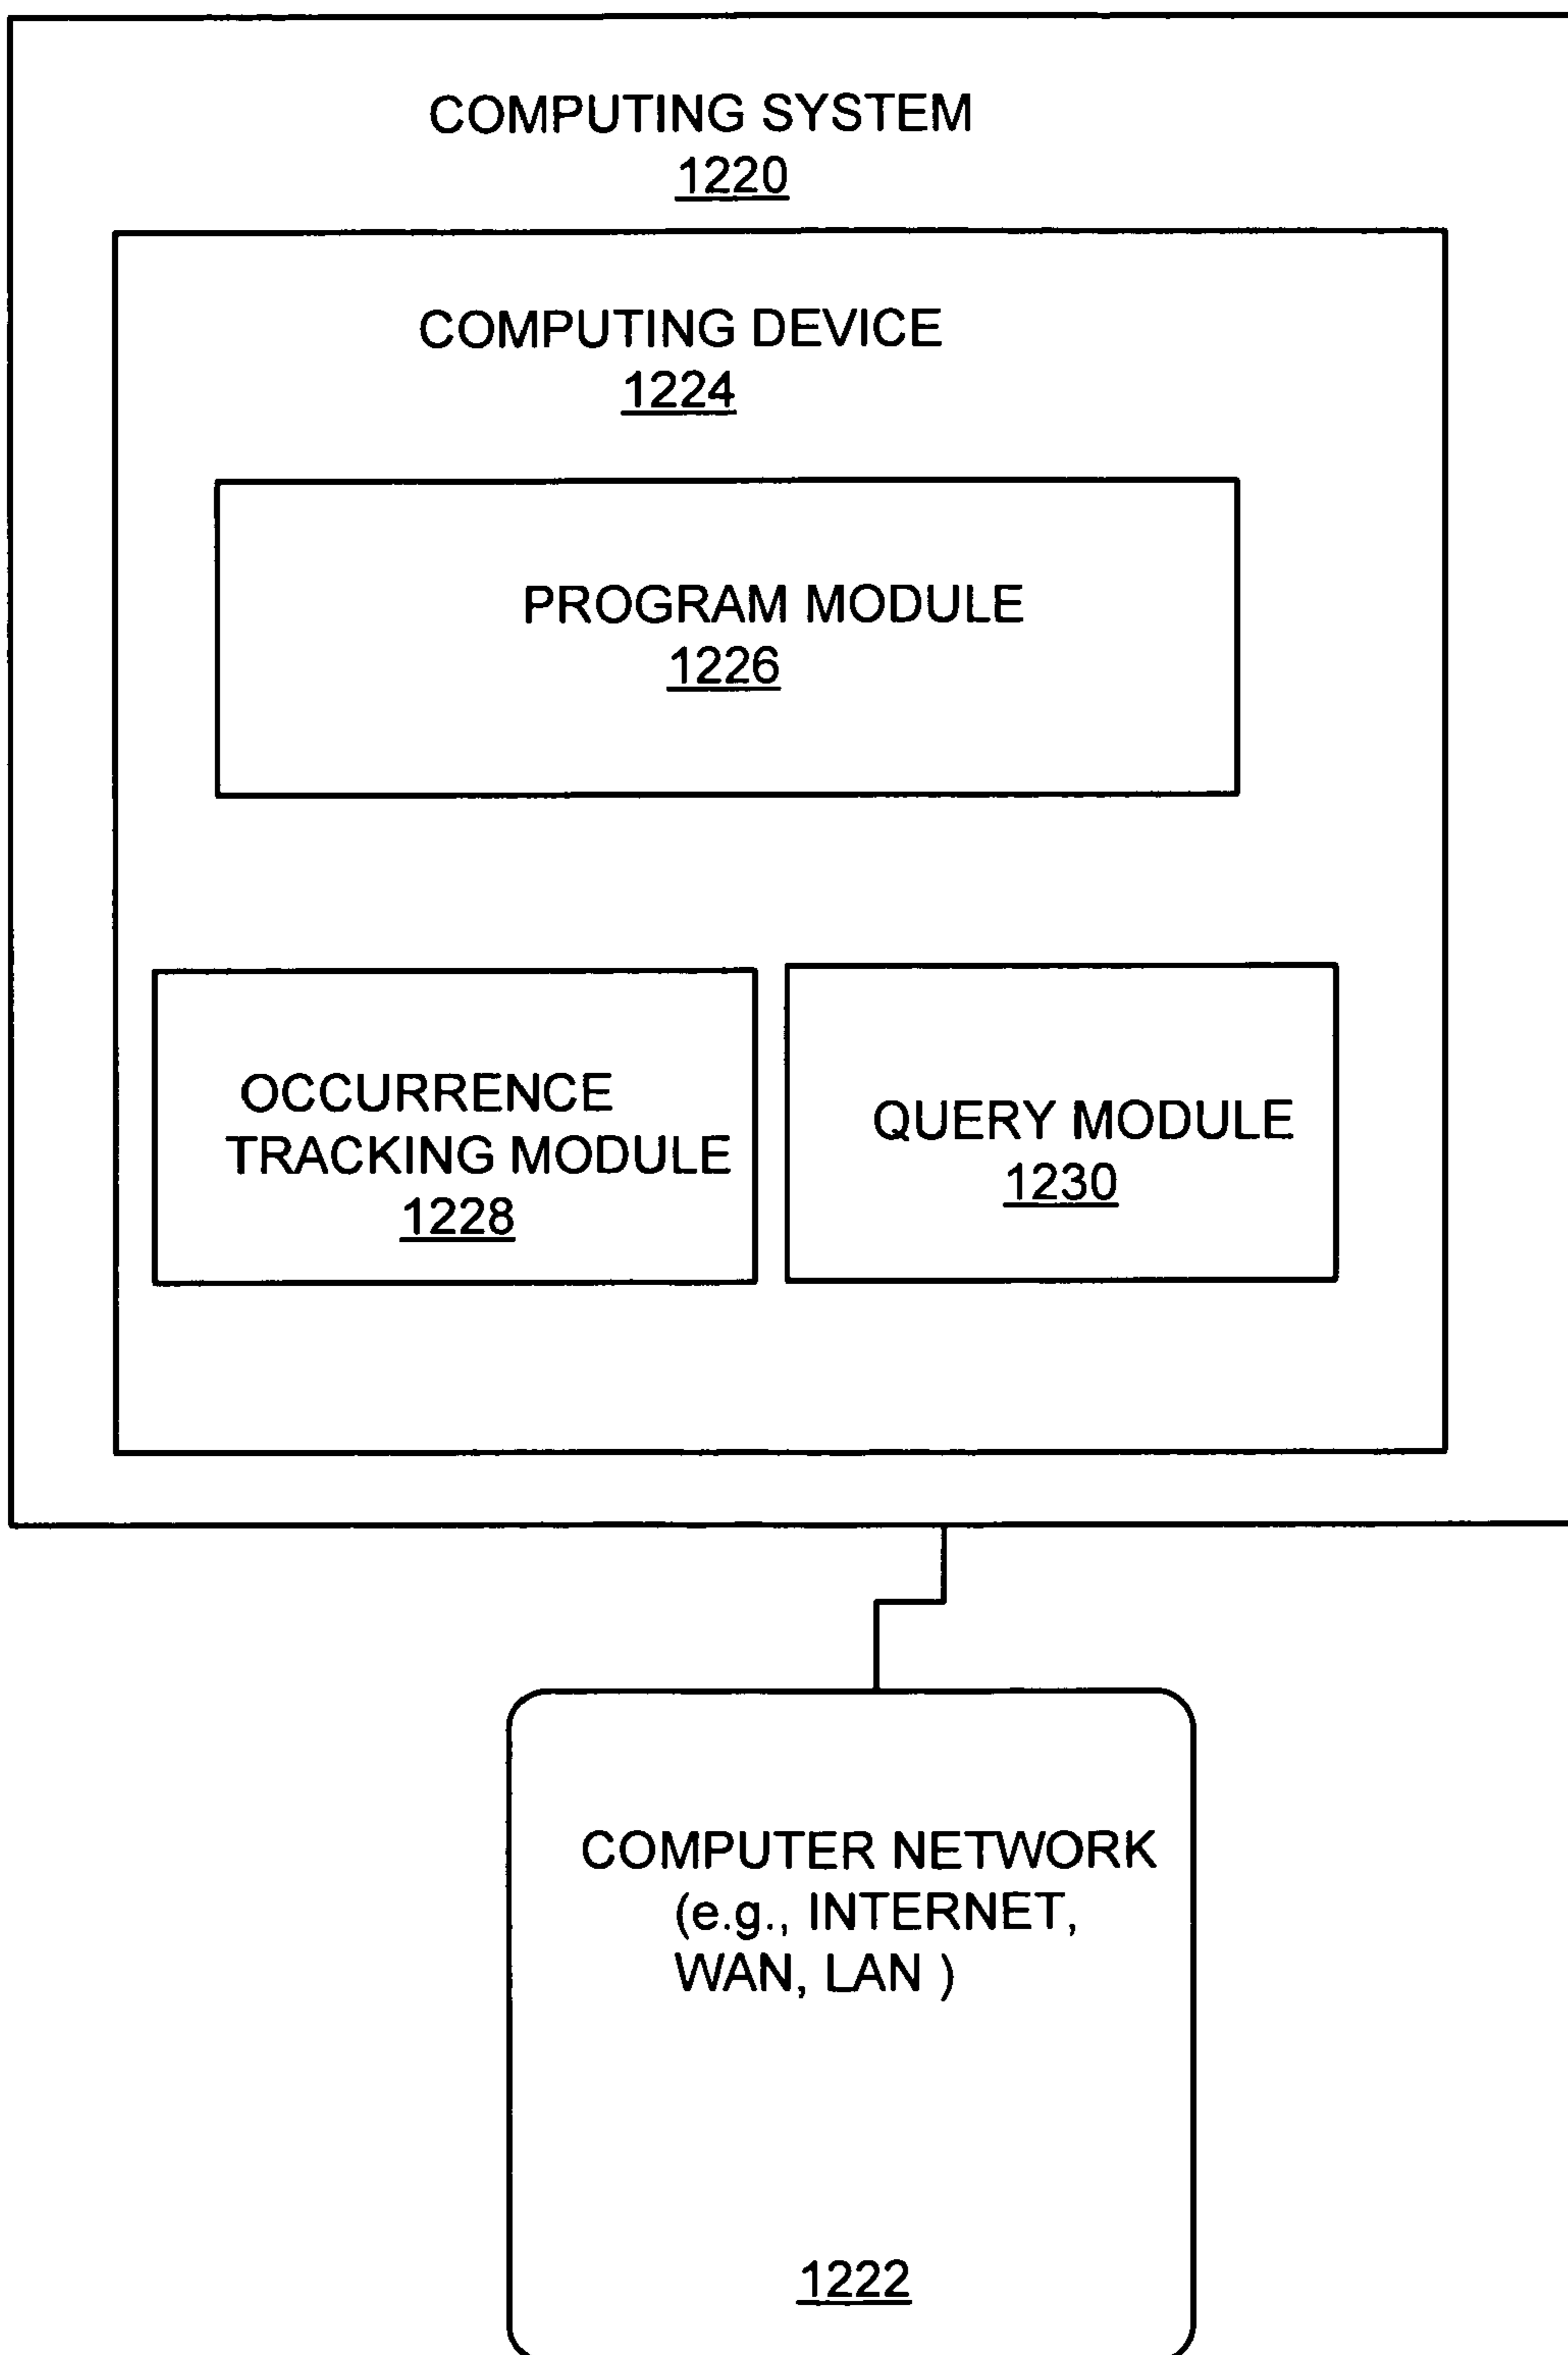 COMPUTING SYSTEM
1220
COMPUTING DEVICE
1224
PROGRAM MODULE
1226
OCCURRENCE
TRACKING MODULE
1228
QUERY MODULE
1230
COMPUTER NETWORK
(e.g., INTERNET,
WAN, LAN )
1222